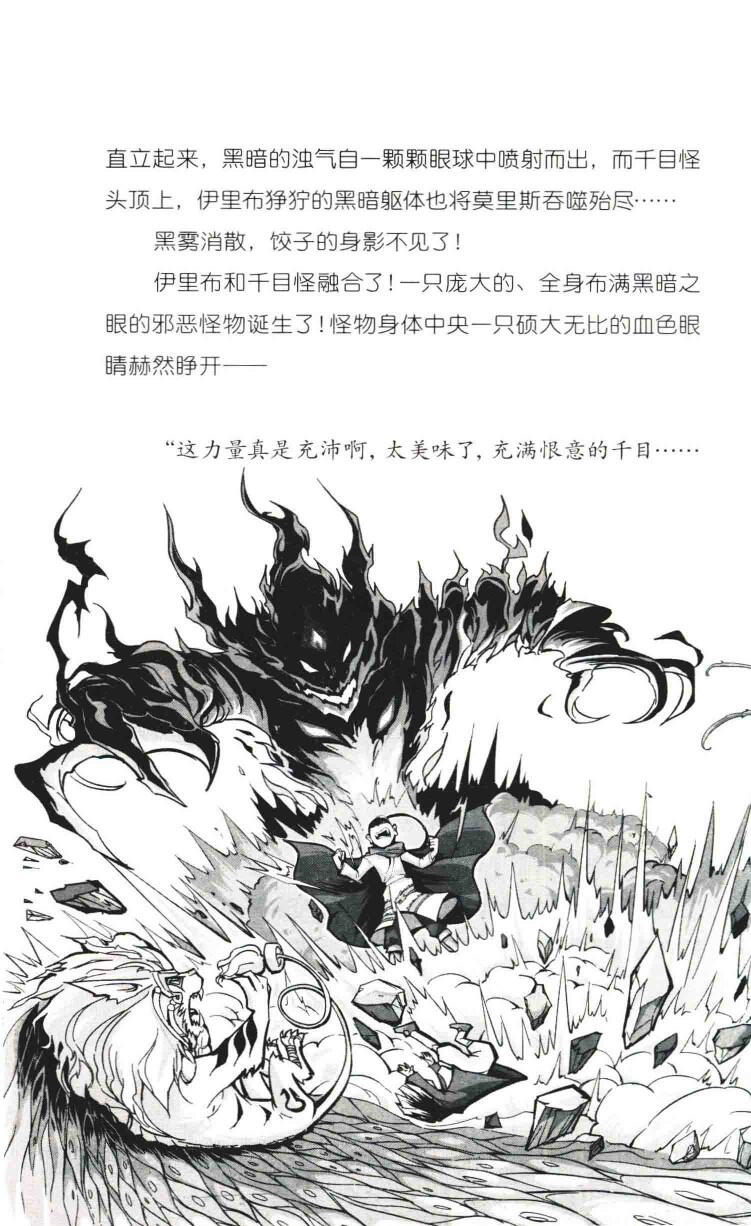 直立起来，黑暗的浊气自一颗颗眼球中喷射而出，而千目怪
头顶上，伊里布狰狞的黑暗躯体也将莫里斯吞噬殆尽……
黑雾消散，饺子的身影不见了！
伊里布和千目怪融合了！一只庞大的、全身布满黑暗之
眼的邪恶怪物诞生了！怪物身体中央一只硕大无比的血色眼
睛赫然睁开——
“这力量真是充沛啊，太美味了，充满恨意的千目……